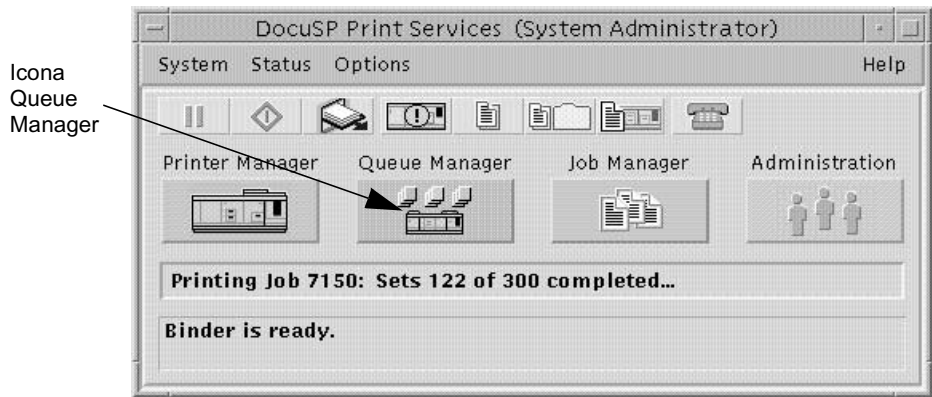 DocuSP Print Services (System Administrator)
System Status Options Help
Icona
Queue
Manager
Printer Manager Queue Manager Job Manager Administration
Printing Job 7150: Sets 122 of 300 completed...
Binder is ready.